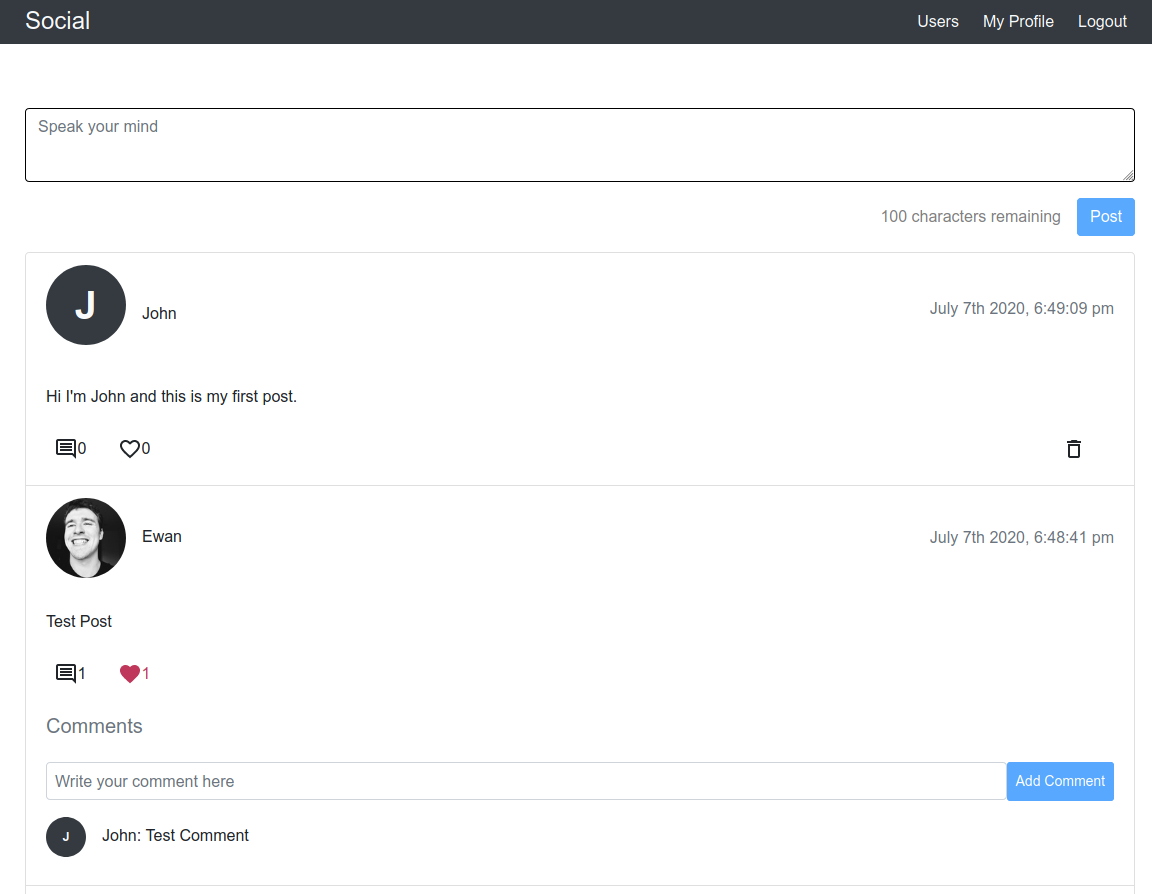 Social Users My Profile Logout
Speak your mind
100 characters remaining Post
J John July 7th 2020, 6:49:09 pm
Hi I'm John and this is my first post.
0 0
Ewan July 7th 2020, 6:48:41 pm
Test Post
1 1
Comments
Write your comment here Add Comment
J John: Test Comment